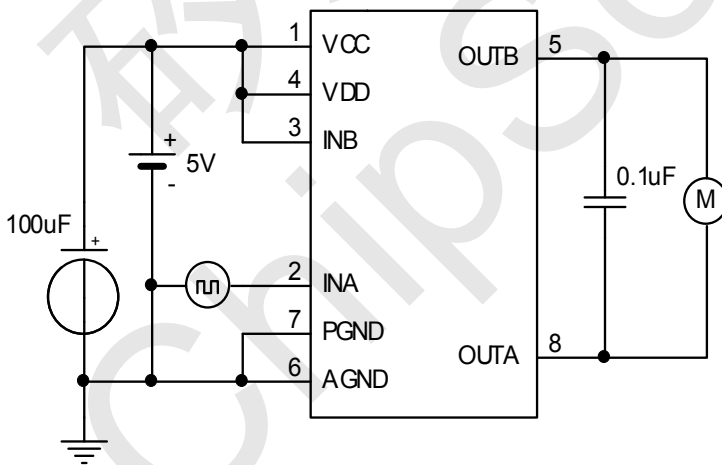 1 VCC
OUTB 5
4 VDD
3 INB
+
5V
-
0.1uF
M
100uF
+
2 INA
7 PGND
OUTA 8
6 AGND